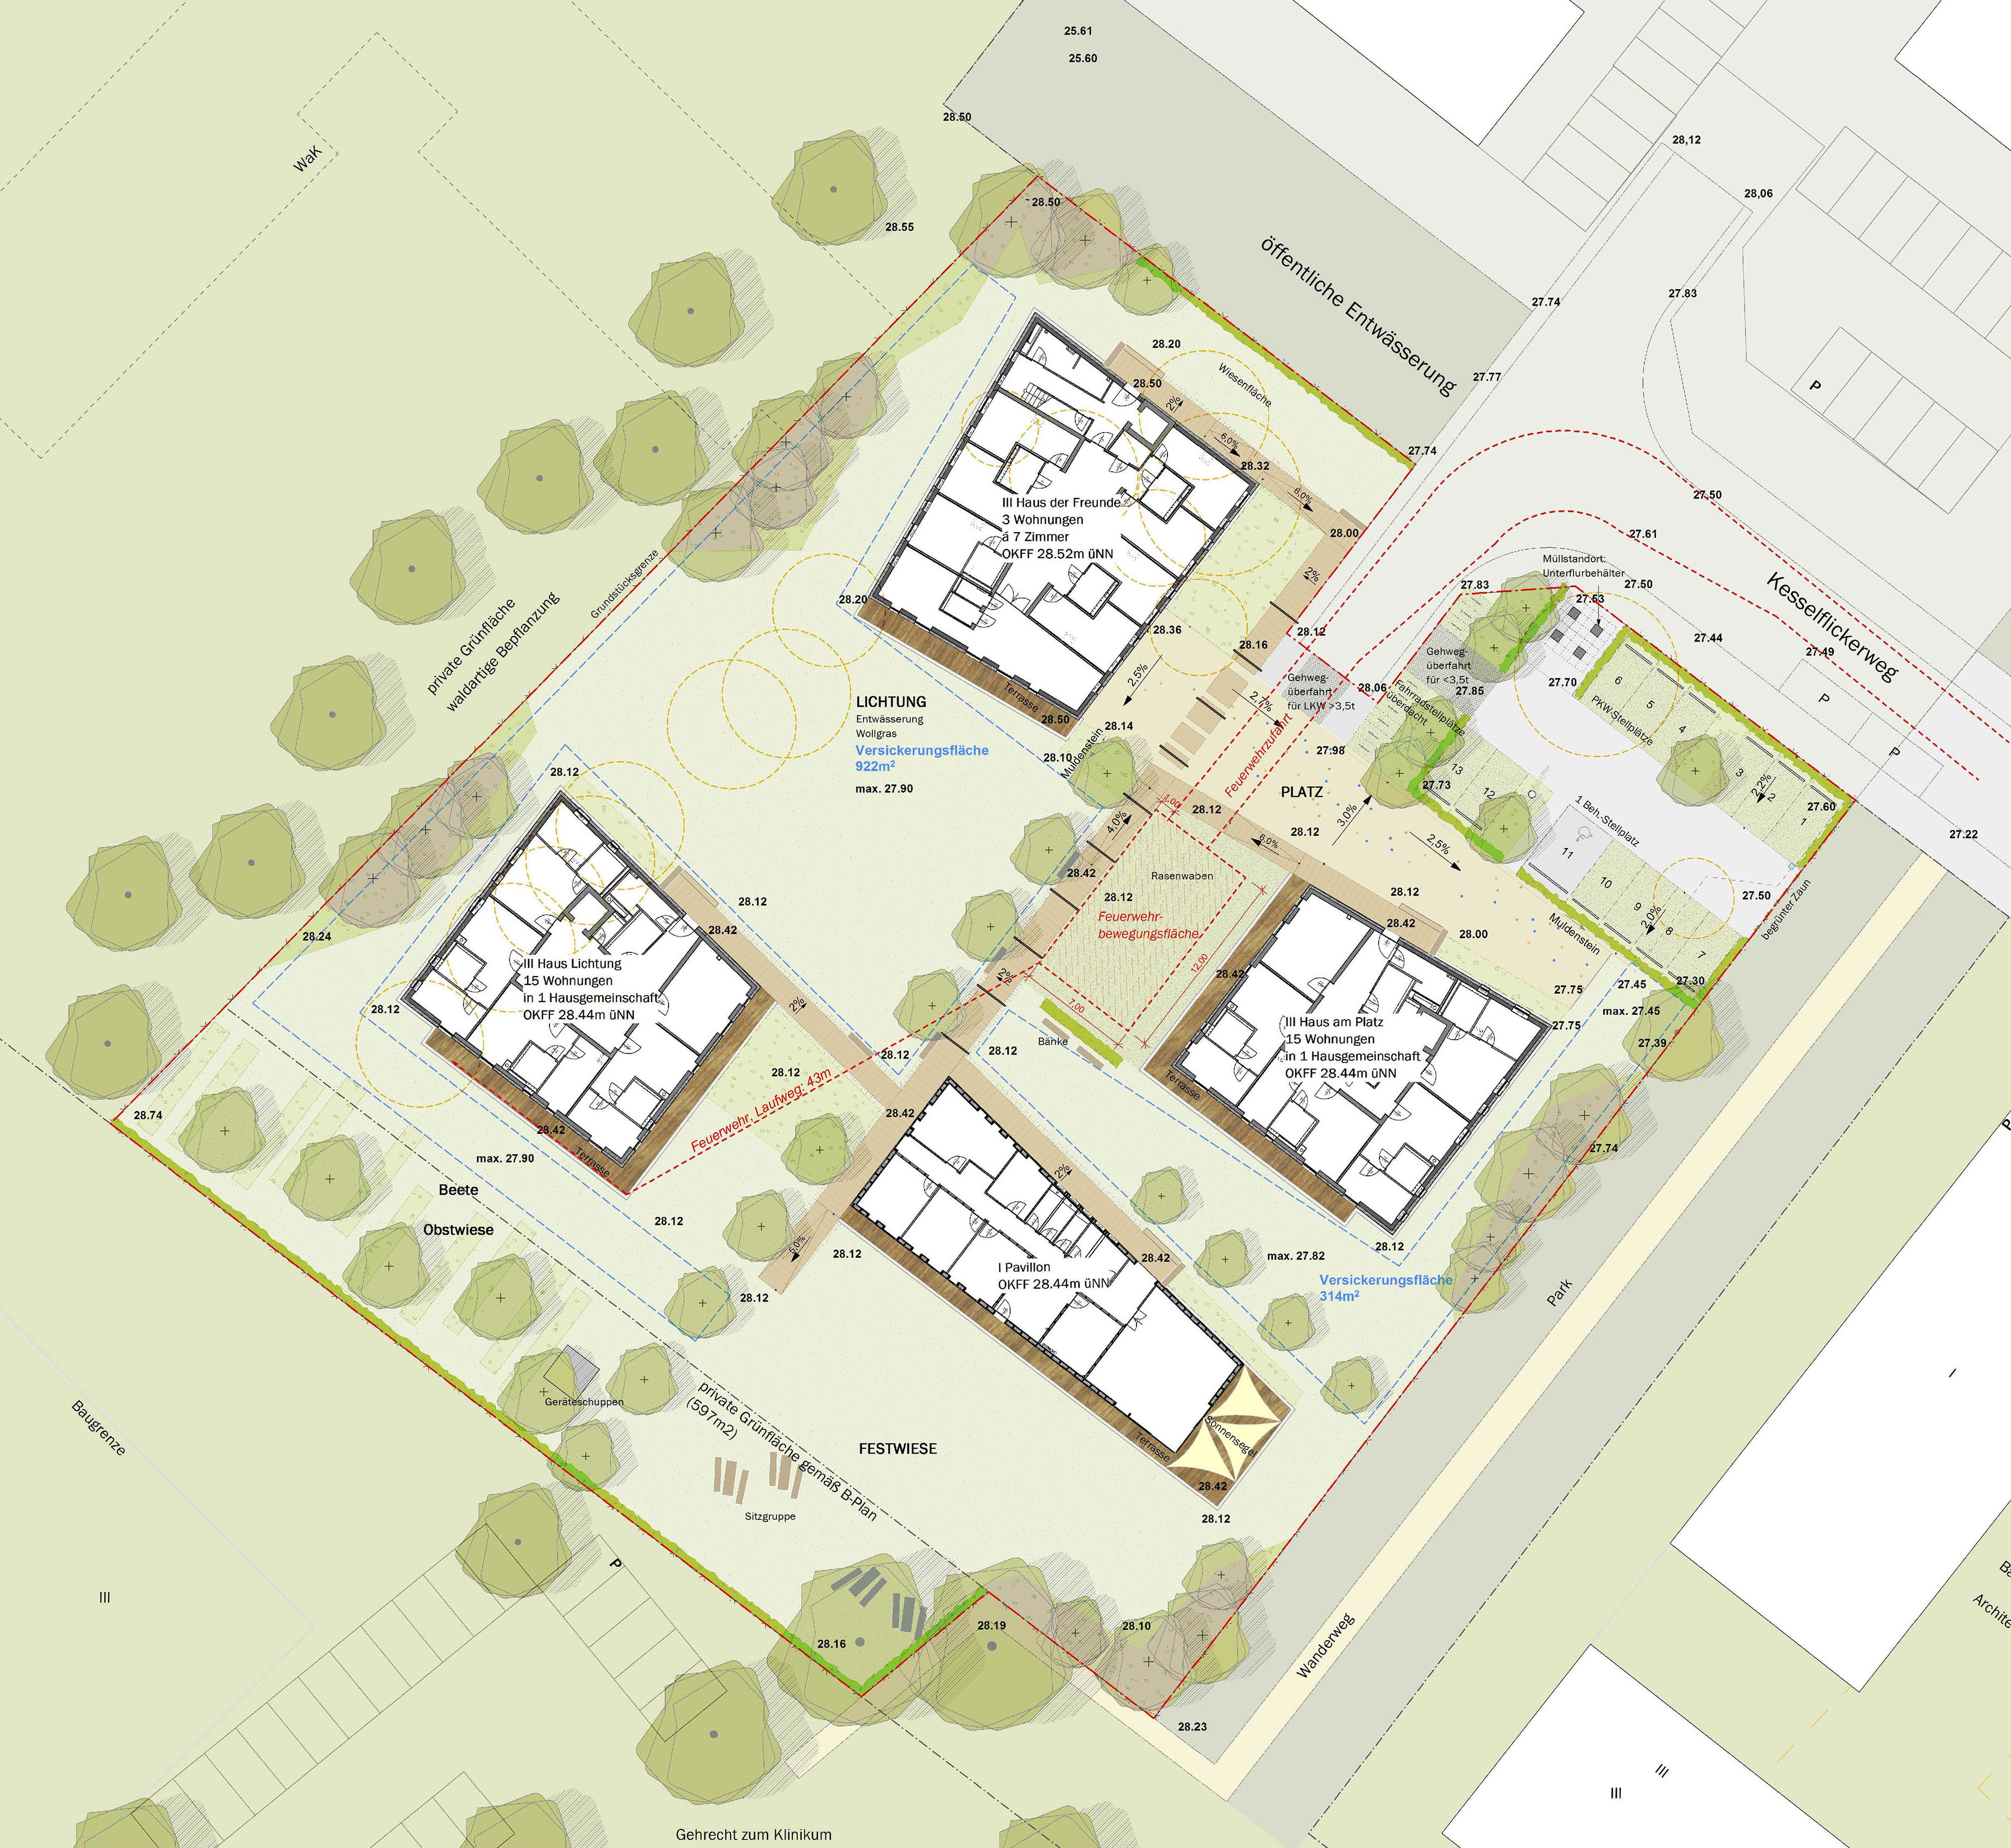 25.61
25.60
28.50
28,12
WaK
28,06
28.50
28.55
öffentliche Entwässerung
27.74
27.83
28.20
27.77
28.50
Wiesenfläche
2%
P
6,0%
27.74
28.32
6,0%
27.50
III Haus der Freunde
3 Wohnungen
á 7 Zimmer
OKFF 28.52m üNN
28.00
27.61
Müllstandort:
Unterflurbehälter
27.50
Kesselflickerweg
2%
27.83
27.53
Grundstücksgrenze
28.20
private Grünfläche
waldartige Bepflanzung
28.36
28.12
28.16
27.44
27.49
Gehweg-
überfahrt
für <3,5t
27.85
2,5%
Gehweg-
überfahrt
für LKW >3,5t
28,06
27.70
6
5
4
3
2
1
PKW-Stellplätze
P
P
LICHTUNG
Entwässerung
Wollgras
Versickerungsfläche
922m²
max. 27.90
Terrasse
28.50
28.14
2,7%
Fahrradstellplätze
überdacht
28.10
Muldenstein
27.98
Feuerwehrzufahrt
28.12
PLATZ
27.73
13
12
2,2%
27.60
27.22
1,00
28.12
28.12
3,0%
1 Beh.-Stellplatz
4,0%
6,0%
2,5%
11
10
9
8
7
28.42
Rasenwaben
28.12
28.12
27.50
2,0%
begrünter Zaun
28.12
28.42
Feuerwehr-
bewegungsfläche
28.42
28.00
Muldenstein
28.24
III Haus Lichtung
15 Wohnungen
in 1 Hausgemeinschaft
OKFF 28.44m üNN
2%
12,00
28.42
27.75
27.45
27.30
28.12
2%
7,00
max. 27.45
27.75
III Haus am Platz
15 Wohnungen
in 1 Hausgemeinschaft
OKFF 28.44m üNN
27.39
Bänke
28.12
28.12
28.12
Feuerwehr, Laufweg: 43m
Terrasse
28.74
28.42
28.42
Terrasse
max. 27.90
27.74
2%
Beete
28.12
Obstwiese
5,0%
28.12
28.42
max. 27.82
28.12
I Pavillon
OKFF 28.44m üNN
Versickerungsfläche
314m²
28.12
Park
Geräteschuppen
private Grünfläche gemäß B-Plan
(597m2)
Baugrenze
FESTWIESE
Terrasse
Sonnensegel
28.42
Sitzgruppe
28.12
P
I
III
28.16
28.19
28.10
Wanderweg
28.23
III
III
Archite
Gehrecht zum Klinikum